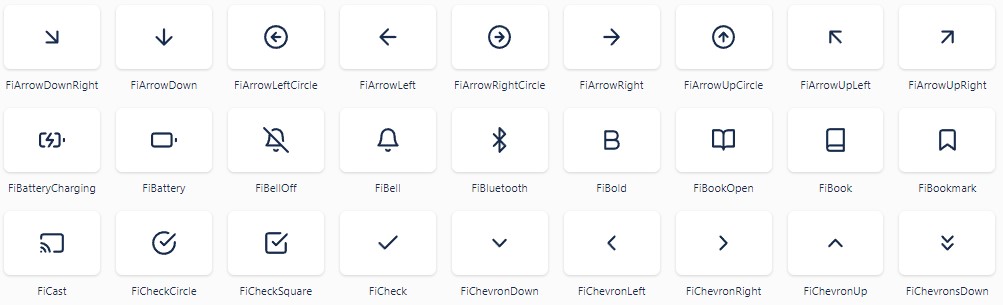 FiArrowDownRight FiArrowDown FiArrowLeftCircle FiArrowLeft FiArrowRightCircle FiArrowRight FiArrowUpCircle FiArrowUpLeft FiArrowUpRight
FiBatteryCharging FiBattery FiBellOff FiBell FiBluetooth FiBold FiBookOpen FiBook FiBookmark
FiCast FiCheckCircle FiCheckSquare FiCheck FiChevronDown FiChevronLeft FiChevronRight FiChevronUp FiChevronsDown